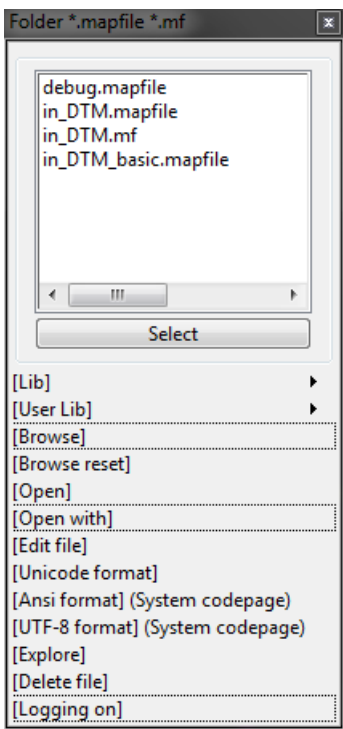 Folder *.mapfile *.mf
debug.mapfile
in_DTM.mapfile
in_DTM.mf
in_DTM_basic.mapfile
Select
[Lib]
[User Lib]
[Browse]
[Browse reset]
[Open]
[Open with]
[Edit file]
[Unicode format]
[Ansi format] (System codepage)
[UTF-8 format] (System codepage)
[Explore]
[Delete file]
[Logging on]